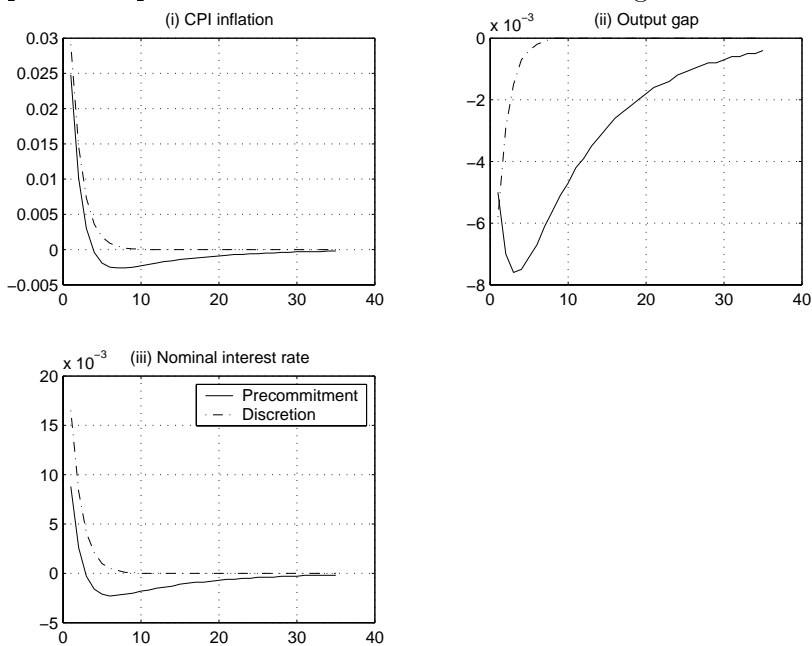 (i) CPI inflation
0.03
0.025
0.02
0.015
0.01
0.005
0
−0.005
0 10 20 30 40
x 10−3 (ii) Output gap
0
−2
−4
−6
−8
0 10 20 30 40
x 10−3 (iii) Nominal interest rate
20
15
10
5
0
−5
0 10 20 30 40
Precommitment
Discretion